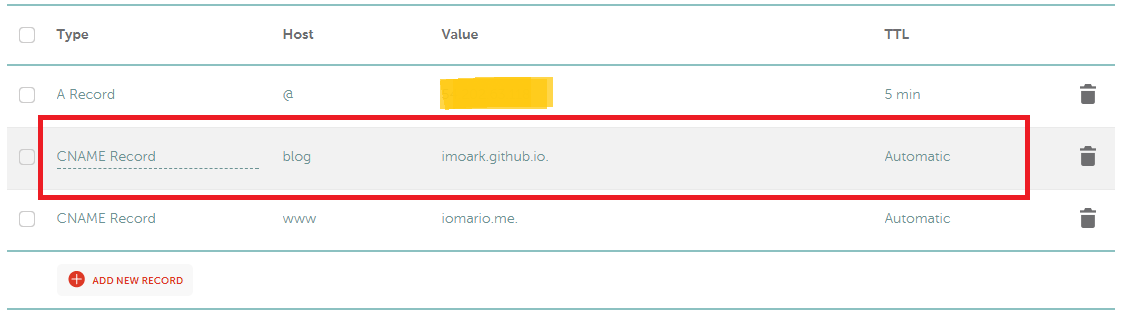 Type Host Value TTL
A Record @ 5 min
CNAME Record blog imoark.github.io. Automatic
CNAME Record www iomario.me. Automatic
ADD NEW RECORD